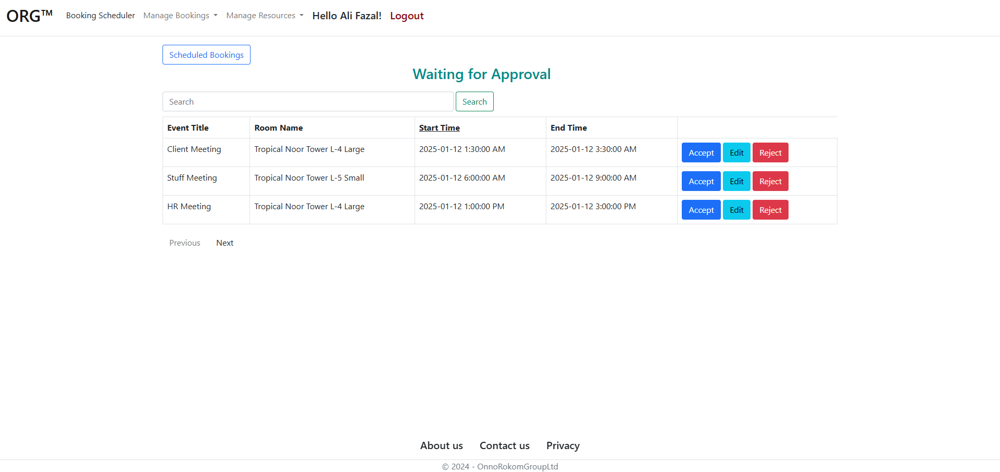 ORG™ Booking Scheduler Manage Bookings Manage Resources Hello Ali Fazal! Logout
Scheduled Bookings
Waiting for Approval
Search Search
Event Title Room Name Start Time End Time
Client Meeting Tropical Noor Tower L-4 Large 2025-01-12 1:30:00 AM 2025-01-12 3:30:00 AM Accept Edit Reject
Stuff Meeting Tropical Noor Tower L-5 Small 2025-01-12 6:00:00 AM 2025-01-12 9:00:00 AM Accept Edit Reject
HR Meeting Tropical Noor Tower L-4 Large 2025-01-12 1:00:00 PM 2025-01-12 3:00:00 PM Accept Edit Reject
Previous Next
About us Contact us Privacy
© 2024 - OnnoRokomGroupLtd